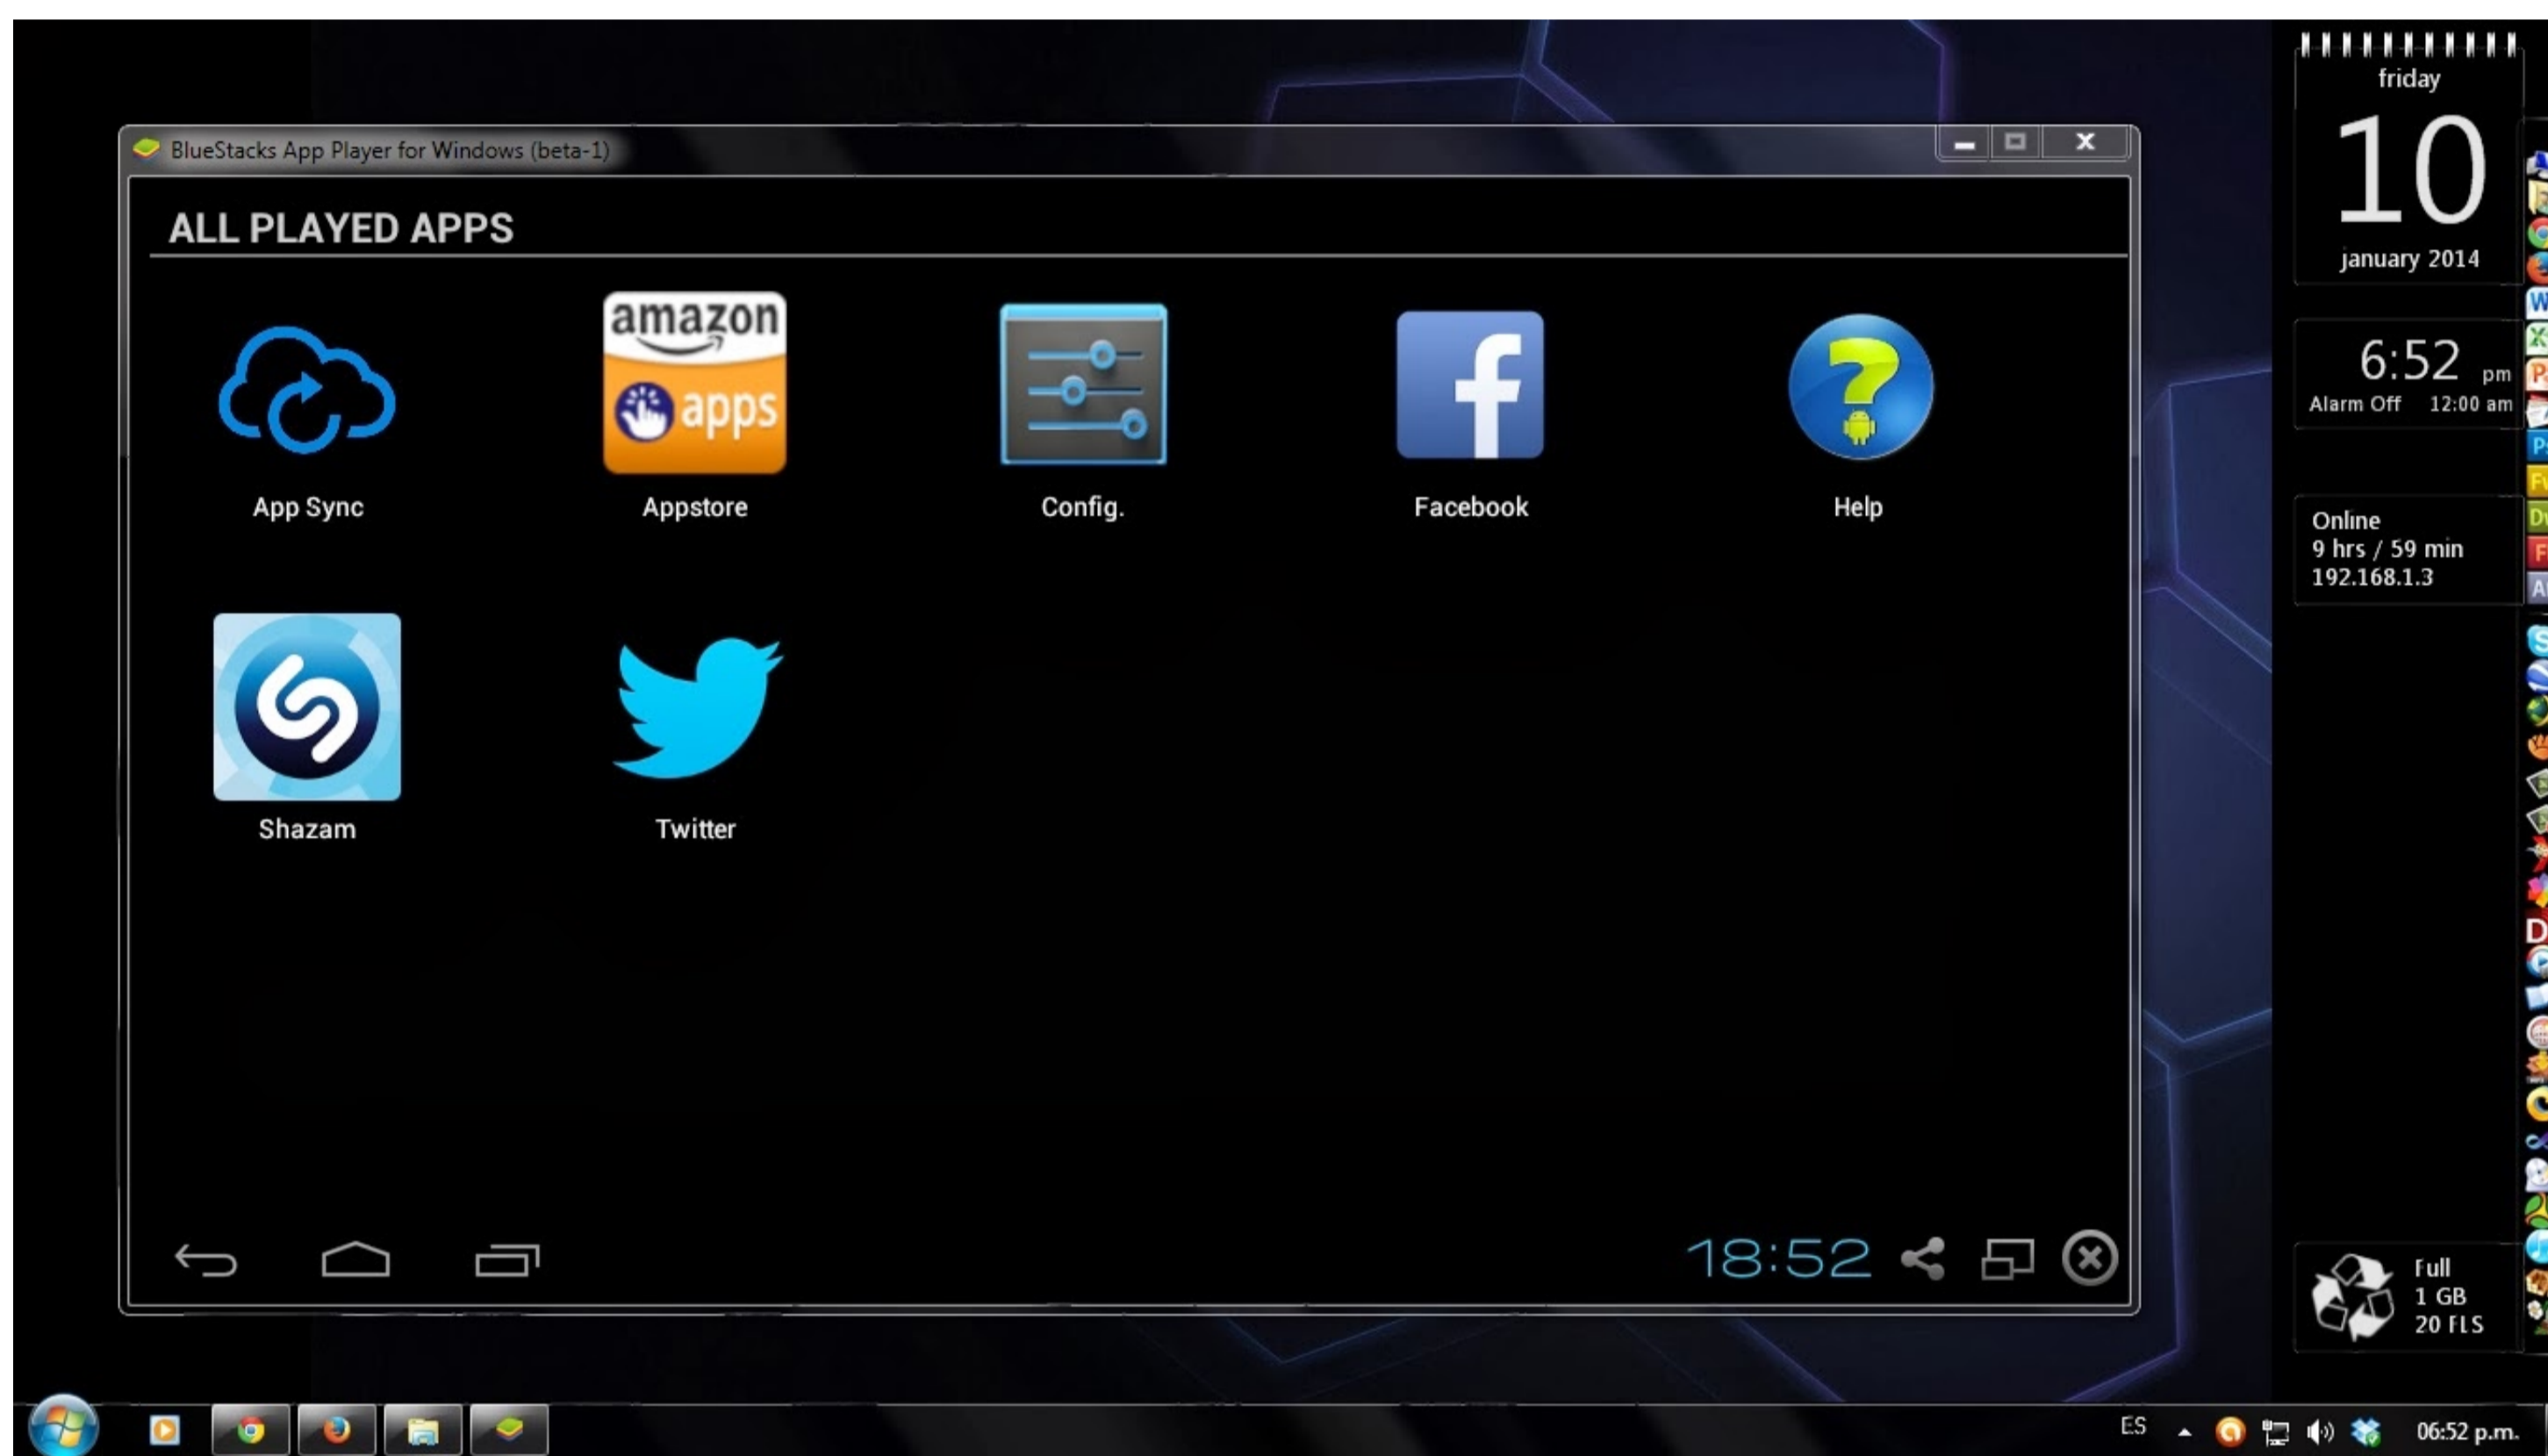 BlueStacks App Player for Windows (beta-1)
ALL PLAYED APPS
amazon
apps
App Sync
Appstore
Config.
Facebook
Help
Shazam
Twitter
18:52
friday
10
january 2014
6:52 pm
Alarm Off 12:00 am
Online
9 hrs / 59 min
192.168.1.3
Full
1 GB
20 FLS
ES
06:52 p.m.